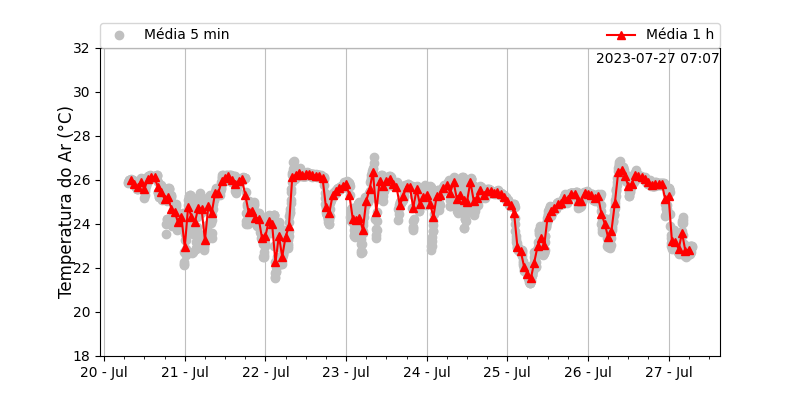 Média 5 min
Média 1 h
2023-07-27 07:07
Temperatura do Ar (°C)
32
30
28
26
24
22
20
18
20 - Jul
21 - Jul
22 - Jul
23 - Jul
24 - Jul
25 - Jul
26 - Jul
27 - Jul